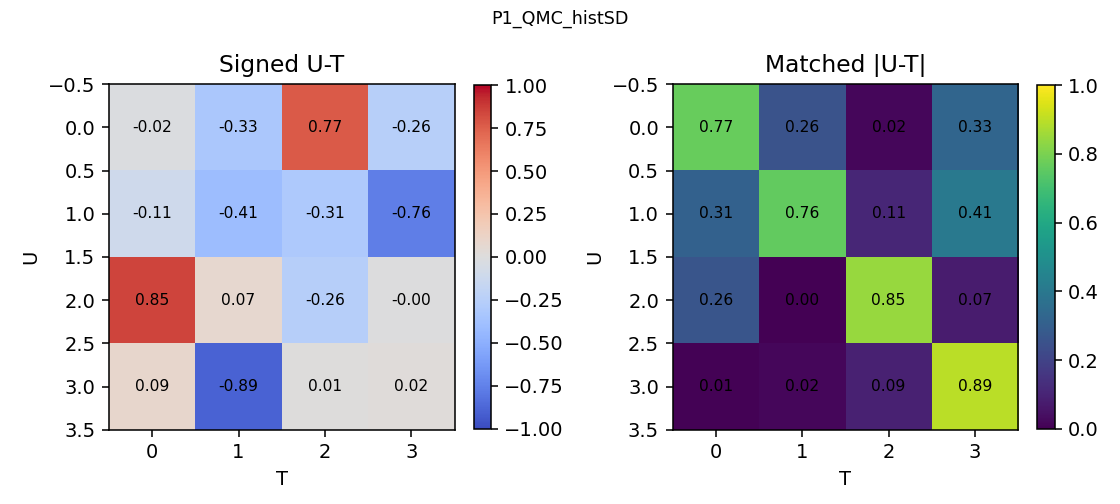 P1_QMC_histSD
Signed U-T
Matched |U-T|
−0.5
0.0
0.5
1.0
1.5
2.0
2.5
3.0
3.5
U
-0.02 -0.33 0.77 -0.26
-0.11 -0.41 -0.31 -0.76
0.85 0.07 -0.26 -0.00
0.09 -0.89 0.01 0.02
0 1 2 3
T
1.00
0.75
0.50
0.25
0.00
−0.25
−0.50
−0.75
−1.00
−0.5
0.0
0.5
1.0
1.5
2.0
2.5
3.0
3.5
U
0.77 0.26 0.02 0.33
0.31 0.76 0.11 0.41
0.26 0.00 0.85 0.07
0.01 0.02 0.09 0.89
0 1 2 3
T
1.0
0.8
0.6
0.4
0.2
0.0